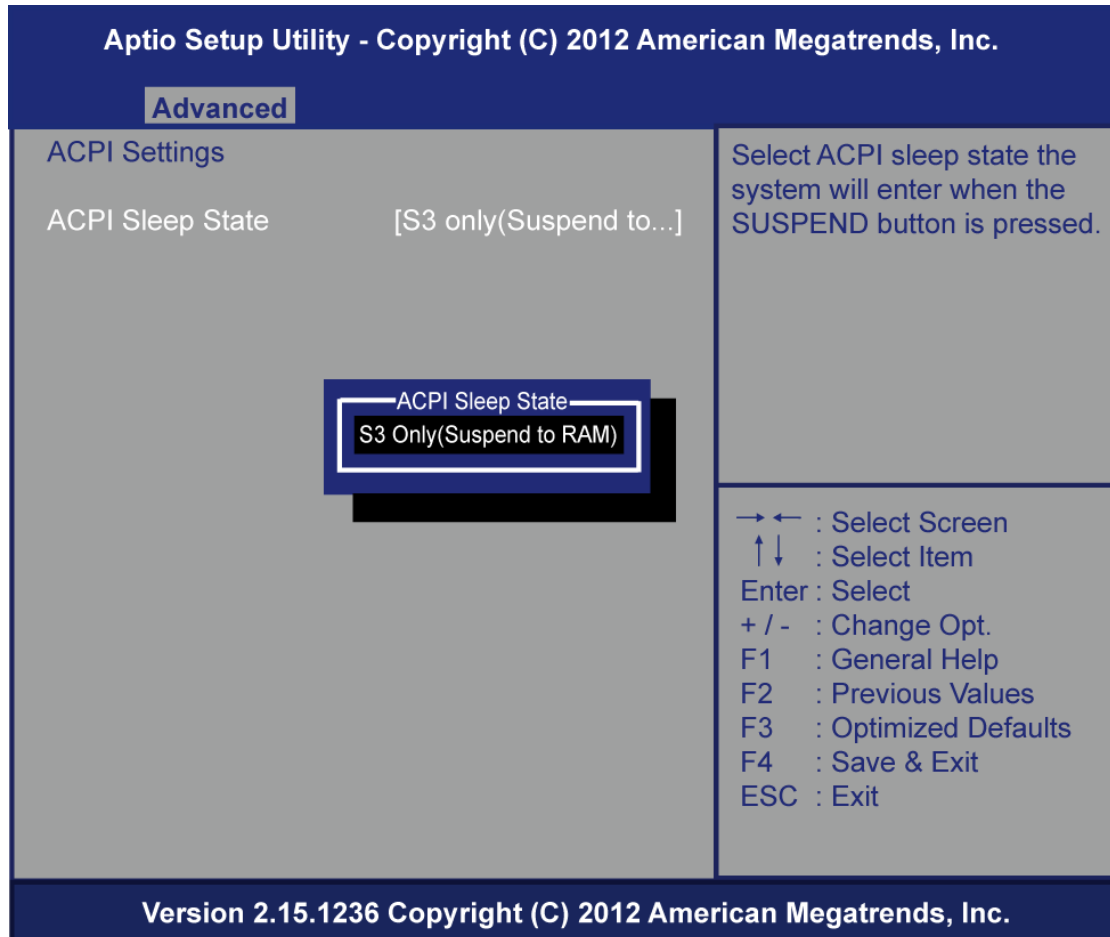 Aptio Setup Utility - Copyright (C) 2012 American Megatrends, Inc.
Advanced
ACPI Settings
ACPI Sleep State [S3 only(Suspend to...]
ACPI Sleep State
S3 Only(Suspend to RAM)
Select ACPI sleep state the
system will enter when the
SUSPEND button is pressed.
→ ← : Select Screen
↑↓ : Select Item
Enter : Select
+ / - : Change Opt.
F1 : General Help
F2 : Previous Values
F3 : Optimized Defaults
F4 : Save & Exit
ESC : Exit
Version 2.15.1236 Copyright (C) 2012 American Megatrends, Inc.